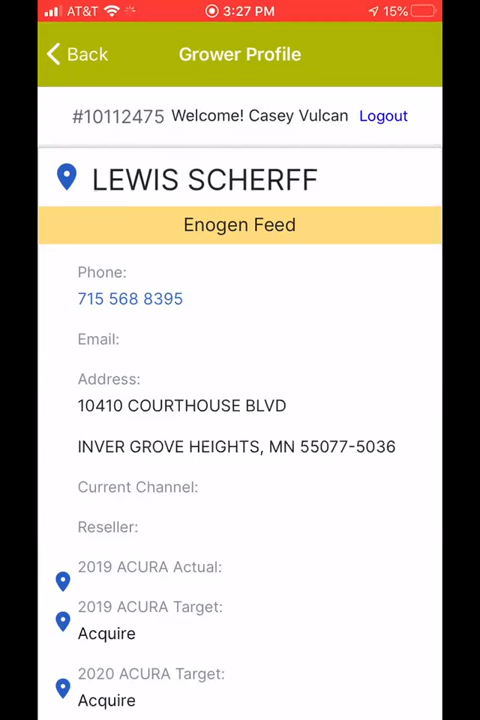 AT&T 3:27 PM 15%
Back Grower Profile
#10112475 Welcome! Casey Vulcan Logout
LEWIS SCHERFF
Enogen Feed
Phone:
715 568 8395
Email:
Address:
10410 COURTHOUSE BLVD
INVER GROVE HEIGHTS, MN 55077-5036
Current Channel:
Reseller:
2019 ACURA Actual:
2019 ACURA Target:
Acquire
2020 ACURA Target:
Acquire